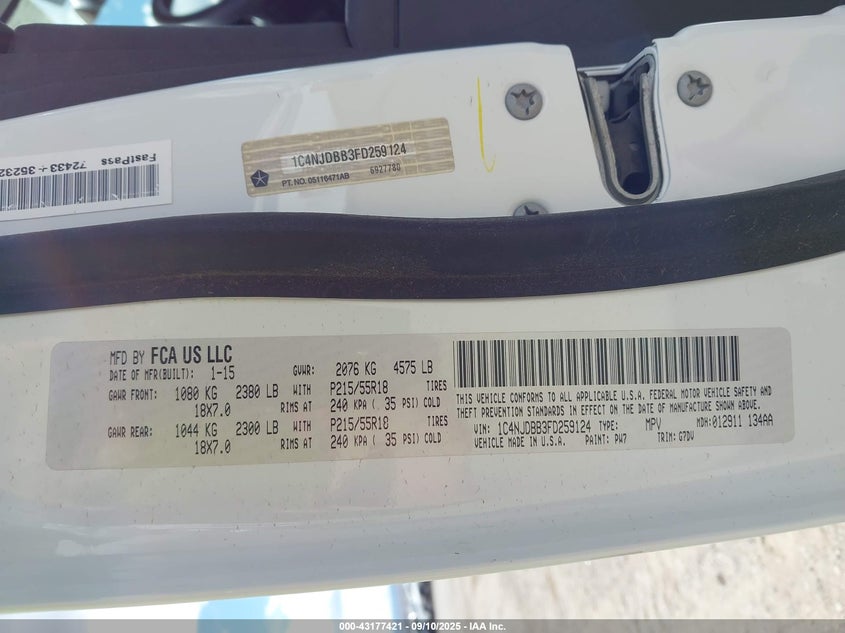 FastPass
72433 - 35232
1C4NJDBB3FD259124
PT. NO. 05116471AB
6927780
MFD BY FCA US LLC
DATE OF MFR(BUILT): 1-15
GVWR: 2076 KG 4575 LB
GAWR FRONT: 1080 KG 2380 LB WITH P215/55R18 TIRES
18X7.0 RIMS AT 240 KPA ( 35 PSI) COLD
GAWR REAR: 1044 KG 2300 LB WITH P215/55R18 TIRES
18X7.0 RIMS AT 240 KPA ( 35 PSI) COLD
THIS VEHICLE CONFORMS TO ALL APPLICABLE U.S.A. FEDERAL MOTOR VEHICLE SAFETY AND
THEFT PREVENTION STANDARDS IN EFFECT ON THE DATE OF MANUFACTURE SHOWN ABOVE.
VIN: 1C4NJDBB3FD259124 TYPE: MPV MDH:012911 134AA
VEHICLE MADE IN U.S.A. PAINT: PW7 TRIM: G7DV
000-43177421 - 09/10/2025 - IAA Inc.